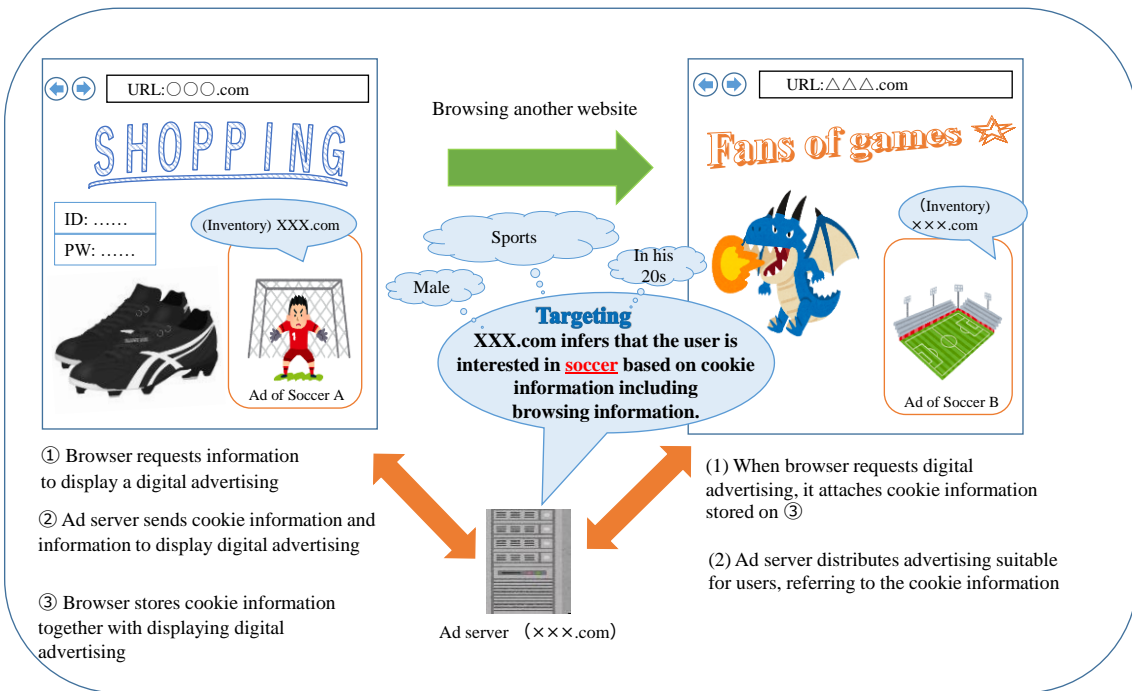 URL:○○○.com
SHOPPING
ID: ……
PW: ……
(Inventory) XXX.com
Ad of Soccer A
Browsing another website
Sports
Male
In his
20s
Targeting
XXX.com infers that the user is
interested in soccer based on cookie
information including
browsing information.
URL:△△△.com
Fans of games ☆
(Inventory)
×××.com
Ad of Soccer B
① Browser requests information
to display a digital advertising
② Ad server sends cookie information and
information to display digital advertising
③ Browser stores cookie information
together with displaying digital
advertising
Ad server (×××.com)
(1) When browser requests digital
advertising, it attaches cookie information
stored on ③
(2) Ad server distributes advertising suitable
for users, referring to the cookie information